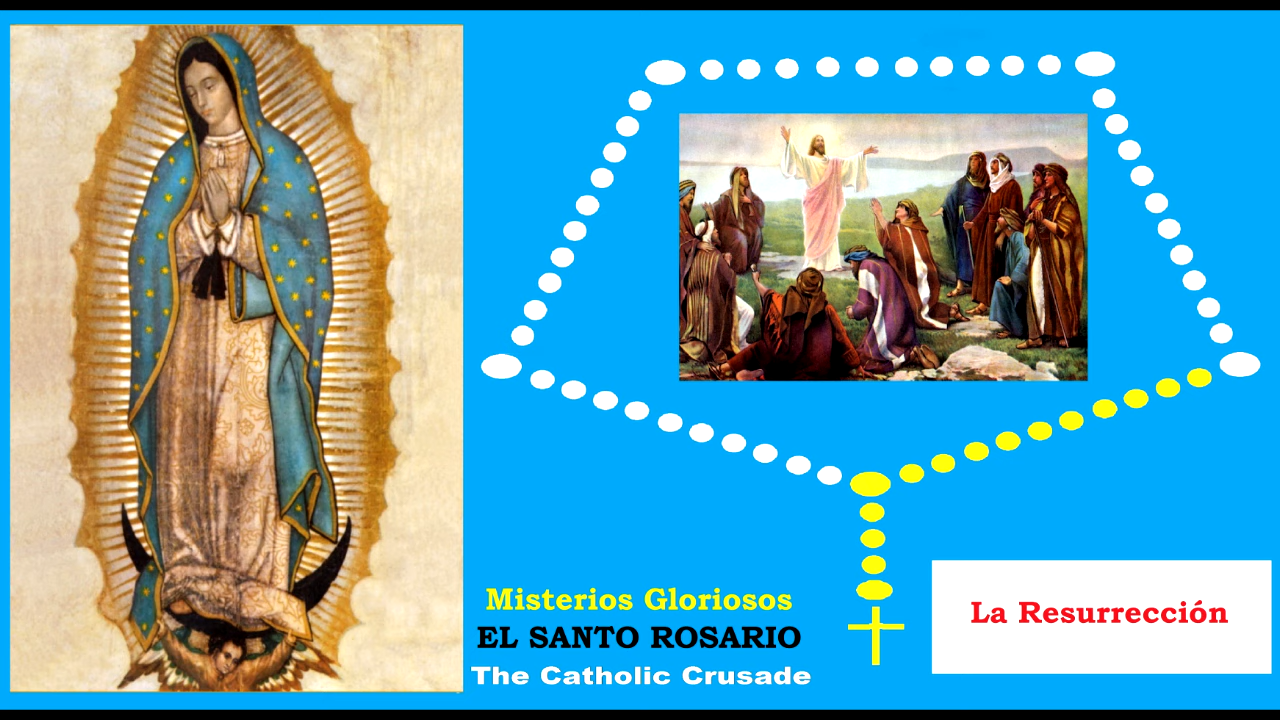 Misterios Gloriosos
EL SANTO ROSARIO
The Catholic Crusade
La Resurrección